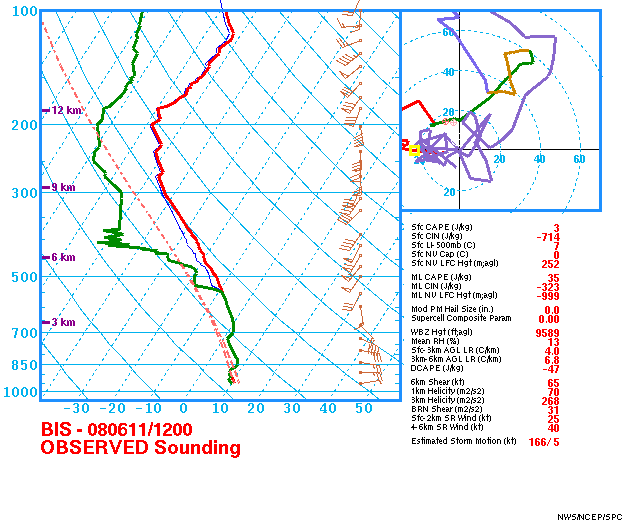 100
200
300
500
700
850
1000
12 km
9 km
6 km
3 km
-30 -20 -10 0 10 20 30 40 50
BIS - 080611/1200
OBSERVED Sounding
60
40
20
20 40 60
20
Sfc CAPE (J/kg) 3
Sfc CIN (J/kg) -714
Sfc LI-500mb (C) 7
Sfc NV Cap (C) 0
Sfc NV LFC Hgt (m;agl) 252
ML CAPE (J/kg) 35
ML CIN (J/kg) -323
ML NV LFC Hgt (m;agl) -999
Mod PM Hail Size (in.) 0.0
Supercell Composite Param 0.00
WBZ Hgt (ft;agl) 9589
Mean RH (%) 13
Sfc-3km AGL LR (C/km) 4.0
3km-6km AGL LR (C/km) 6.8
DCAPE (J/kg) -47
6km Shear (kt) 65
1km Helicity (m2/s2) 70
3km Helicity (m2/s2) 268
BRN Shear (m2/s2) 31
Sfc-2km SR Wind (kt) 25
4-6km SR Wind (kt) 40
Estimated Storm Motion (kt) 166/ 5
NWS/NCEP/SPC